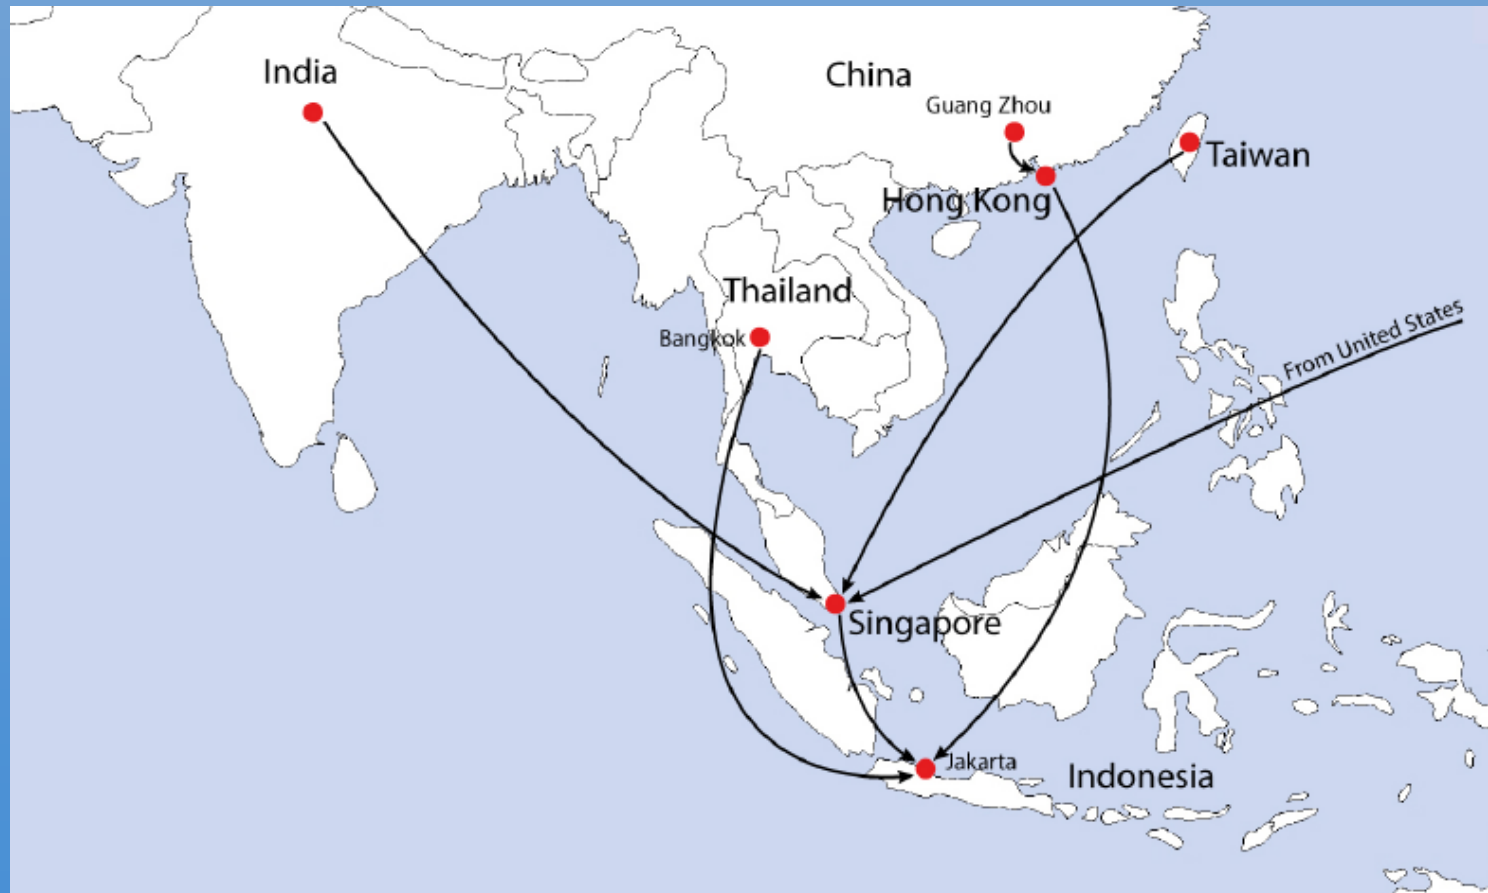 India
China
Guang Zhou
Taiwan
Hong Kong
Thailand
Bangkok
From United States
Singapore
Jakarta
Indonesia